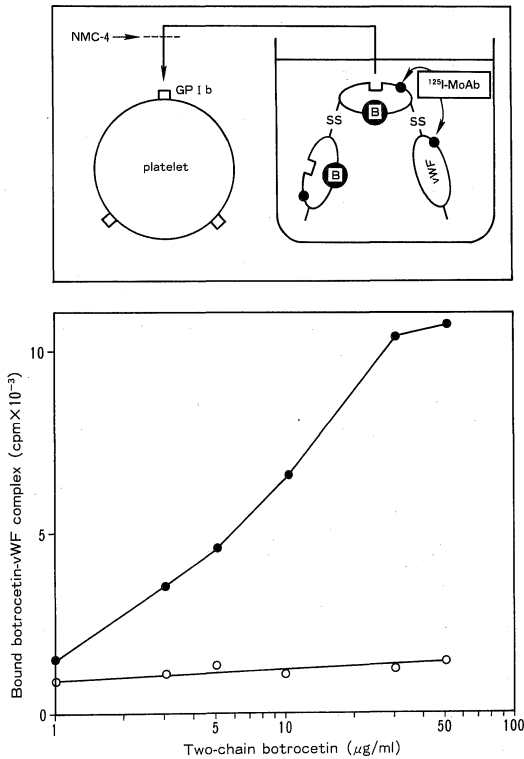 NMC-4
GP I b
platelet
SS
SS
¹²⁵I-MoAb
B
B
vWF
Bound botrocetin-vWF complex (cpm×10⁻³)
10
5
0
1
5
10
50
100
Two-chain botrocetin (μg/ml)